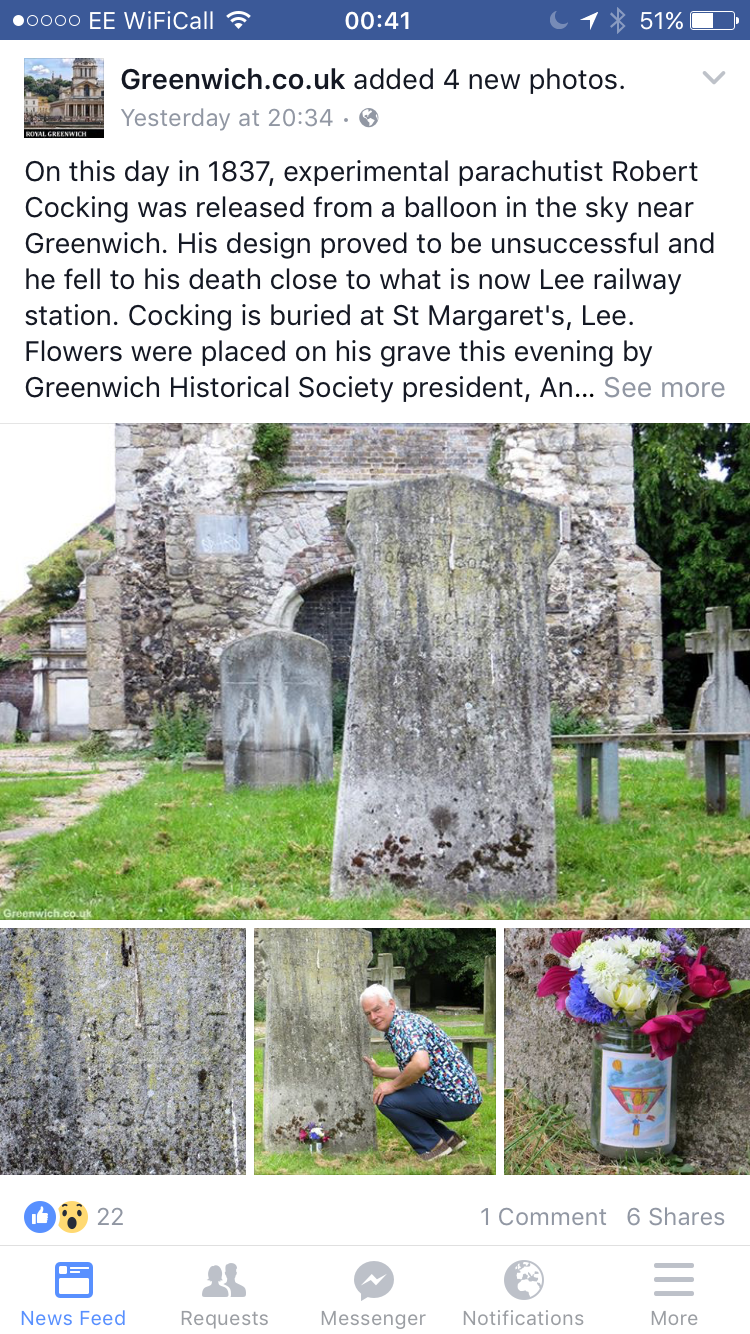 EE WiFiCall 00:41 51%
Greenwich.co.uk added 4 new photos.
ROYAL GREENWICH
Yesterday at 20:34 ·
On this day in 1837, experimental parachutist Robert
Cocking was released from a balloon in the sky near
Greenwich. His design proved to be unsuccessful and
he fell to his death close to what is now Lee railway
station. Cocking is buried at St Margaret's, Lee.
Flowers were placed on his grave this evening by
Greenwich Historical Society president, An... See more
Greenwich.co.uk
22 1 Comment 6 Shares
News Feed Requests Messenger Notifications More